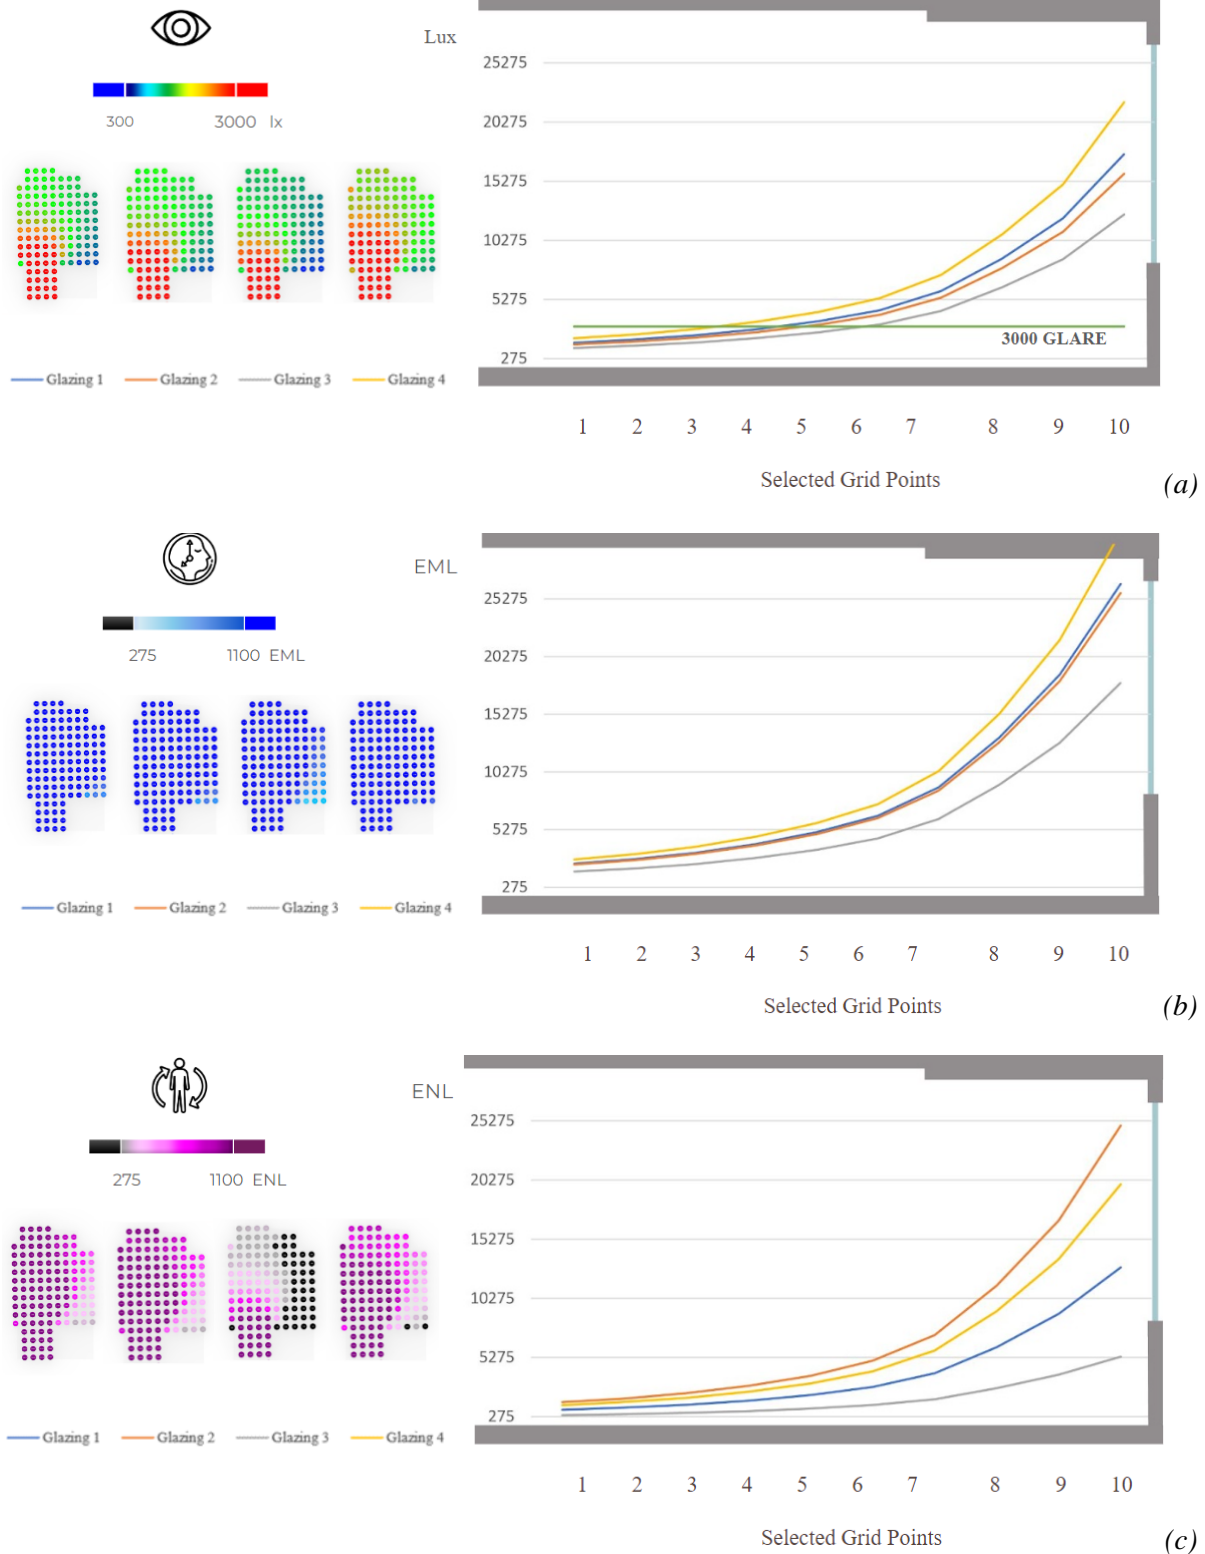 Lux
300 3000 lx
25275
20275
15275
10275
5275
275
3000 GLARE
Glazing 1 Glazing 2 Glazing 3 Glazing 4
1 2 3 4 5 6 7 8 9 10
Selected Grid Points
(a)
EML
275 1100 EML
25275
20275
15275
10275
5275
275
Glazing 1 Glazing 2 Glazing 3 Glazing 4
1 2 3 4 5 6 7 8 9 10
Selected Grid Points
(b)
ENL
275 1100 ENL
25275
20275
15275
10275
5275
275
Glazing 1 Glazing 2 Glazing 3 Glazing 4
1 2 3 4 5 6 7 8 9 10
Selected Grid Points
(c)